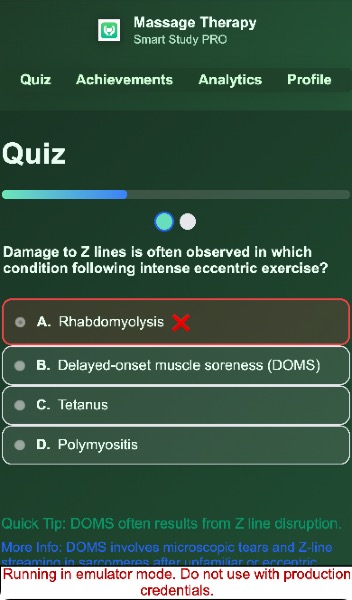 Massage Therapy
Smart Study PRO
Quiz Achievements Analytics Profile
Quiz
Damage to Z lines is often observed in which
condition following intense eccentric exercise?
A. Rhabdomyolysis
B. Delayed-onset muscle soreness (DOMS)
C. Tetanus
D. Polymyositis
Quick Tip: DOMS often results from Z line disruption.
More Info: DOMS involves microscopic tears and Z-line
streaming in sarcomeres after unfamiliar or eccentric
Running in emulator mode. Do not use with production
credentials.